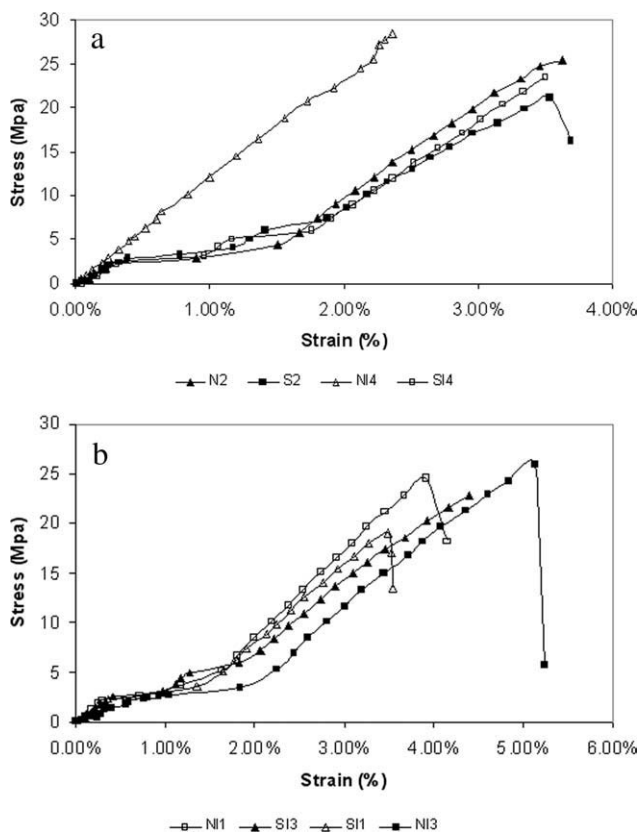 a
30
25
20
15
10
5
0
Stress (Mpa)
0.00% 1.00% 2.00% 3.00% 4.00%
Strain (%)
N2 S2 NI4 SI4
b
30
25
20
15
10
5
0
Stress (Mpa)
0.00% 1.00% 2.00% 3.00% 4.00% 5.00% 6.00%
Strain (%)
NI1 SI3 SI1 NI3